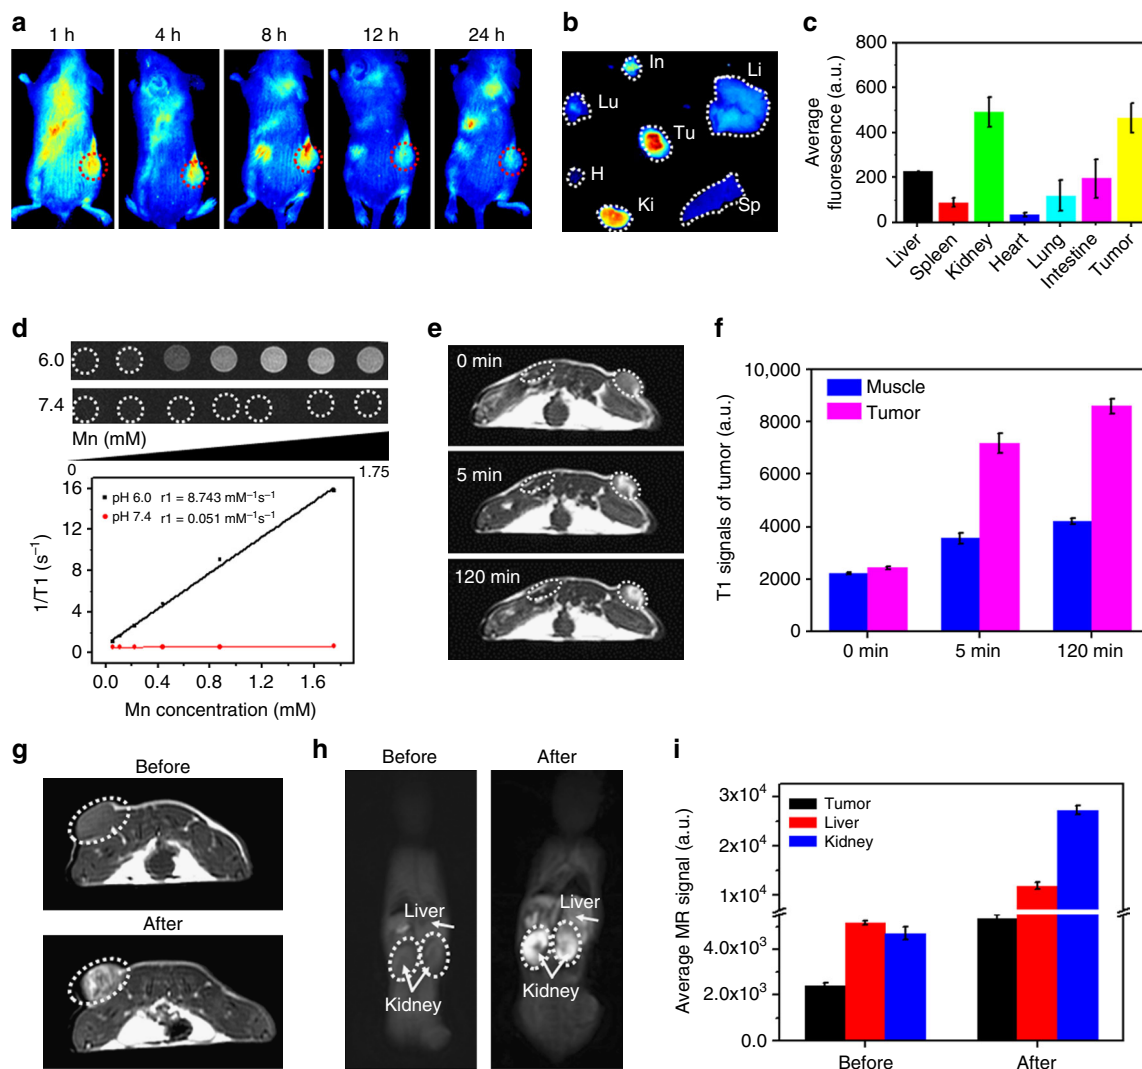 a
1 h 4 h 8 h 12 h 24 h
b
In
Li
Lu
Tu
H
Ki
Sp
c
Average
fluorescence (a.u.)
800
600
400
200
0
Liver Spleen Kidney Heart Lung Intestine Tumor
d
6.0
7.4
Mn (mM)
0 1.75
16
12
8
4
0
1/T1 (s⁻¹)
pH 6.0 r1 = 8.743 mM⁻¹s⁻¹
pH 7.4 r1 = 0.051 mM⁻¹s⁻¹
0.0 0.4 0.8 1.2 1.6
Mn concentration (mM)
e
0 min
5 min
120 min
f
T1 signals of tumor (a.u.)
10,000
8000
6000
4000
2000
0
Muscle
Tumor
0 min 5 min 120 min
g
Before
After
h
Before After
Liver
Kidney
Liver
Kidney
i
Average MR signal (a.u.)
3x10⁴
2x10⁴
1x10⁴
4.0x10³
2.0x10³
0.0
Tumor
Liver
Kidney
Before After